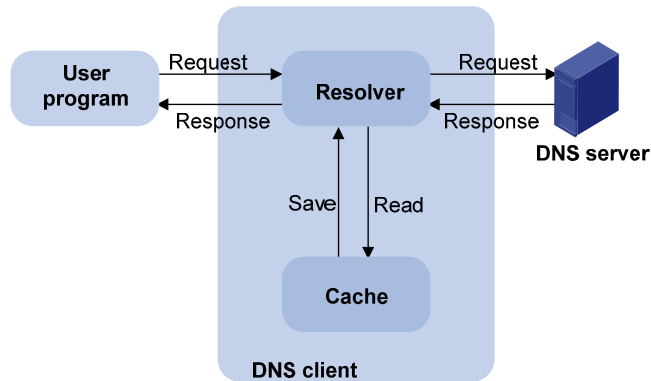 Request
Request
User
program
Resolver
Response
Response
DNS server
Save
Read
Cache
DNS client